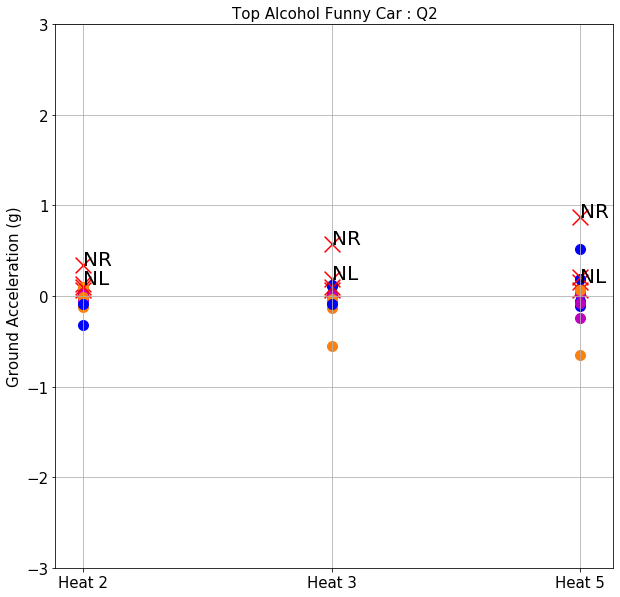 Top Alcohol Funny Car : Q2
Ground Acceleration (g)
3
2
1
0
−1
−2
−3
NR
NL
NR
NL
NR
NL
Heat 2
Heat 3
Heat 5